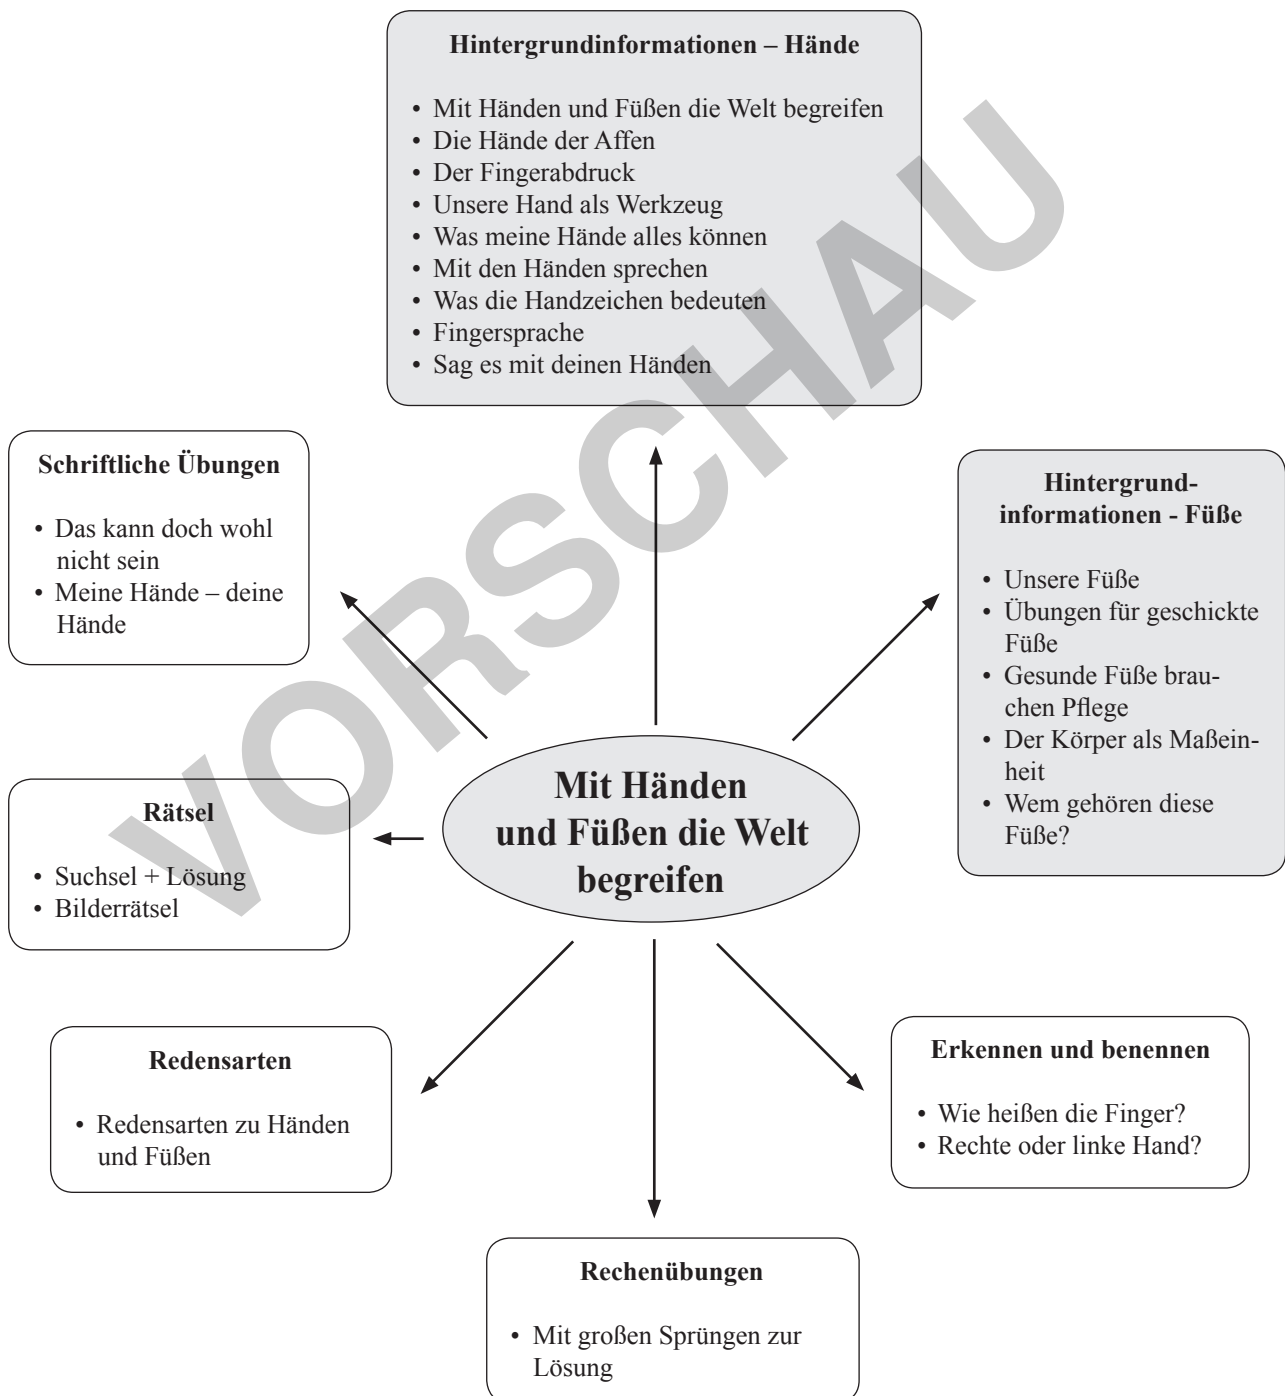 Hintergrundinformationen – Hände
• Mit Händen und Füßen die Welt begreifen
• Die Hände der Affen
• Der Fingerabdruck
• Unsere Hand als Werkzeug
• Was meine Hände alles können
• Mit den Händen sprechen
• Was die Handzeichen bedeuten
• Fingersprache
• Sag es mit deinen Händen
Schriftliche Übungen
• Das kann doch wohl
nicht sein
• Meine Hände – deine
Hände
Hintergrund-
informationen - Füße
• Unsere Füße
• Übungen für geschickte
Füße
• Gesunde Füße brau-
chen Pflege
• Der Körper als Maßein-
heit
• Wem gehören diese
Füße?
Mit Händen
und Füßen die Welt
begreifen
Rätsel
• Suchsel + Lösung
• Bilderrätsel
Redensarten
• Redensarten zu Händen
und Füßen
Erkennen und benennen
• Wie heißen die Finger?
• Rechte oder linke Hand?
Rechenübungen
• Mit großen Sprüngen zur
Lösung
VORSCHAU